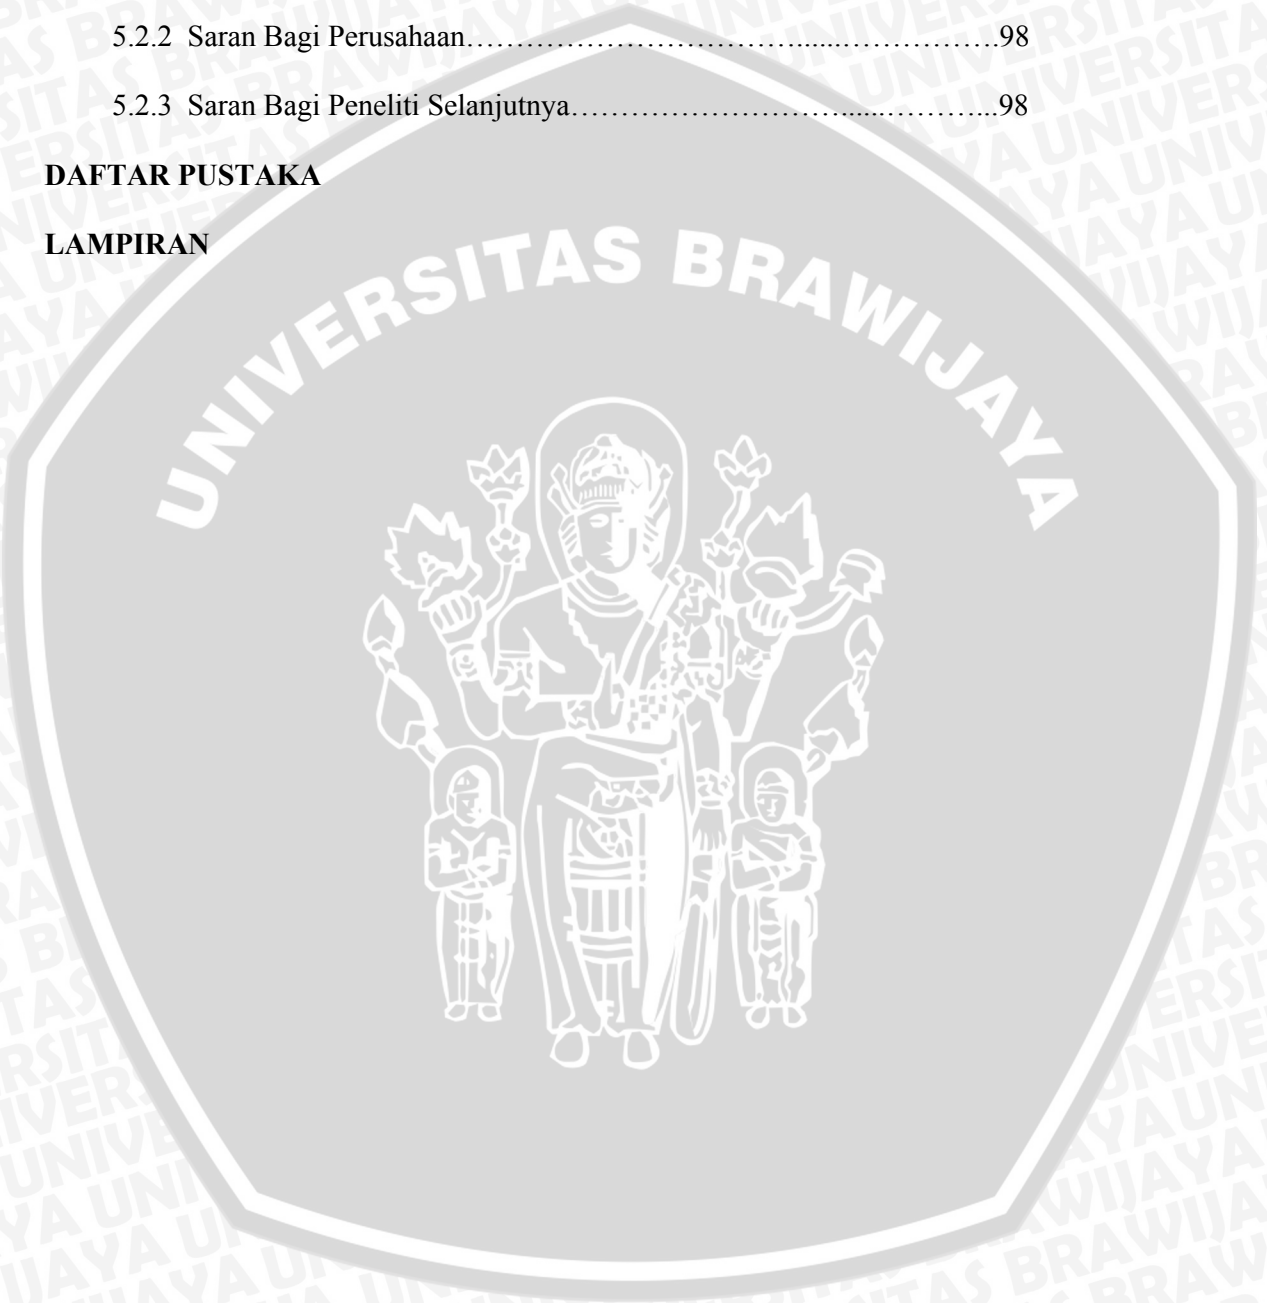 5.2.2 Saran Bagi Perusahaan……………………………......…………….98
5.2.3 Saran Bagi Peneliti Selanjutnya………………………......………...98
DAFTAR PUSTAKA
LAMPIRAN
UNIVERSITAS BRAWIJAYA